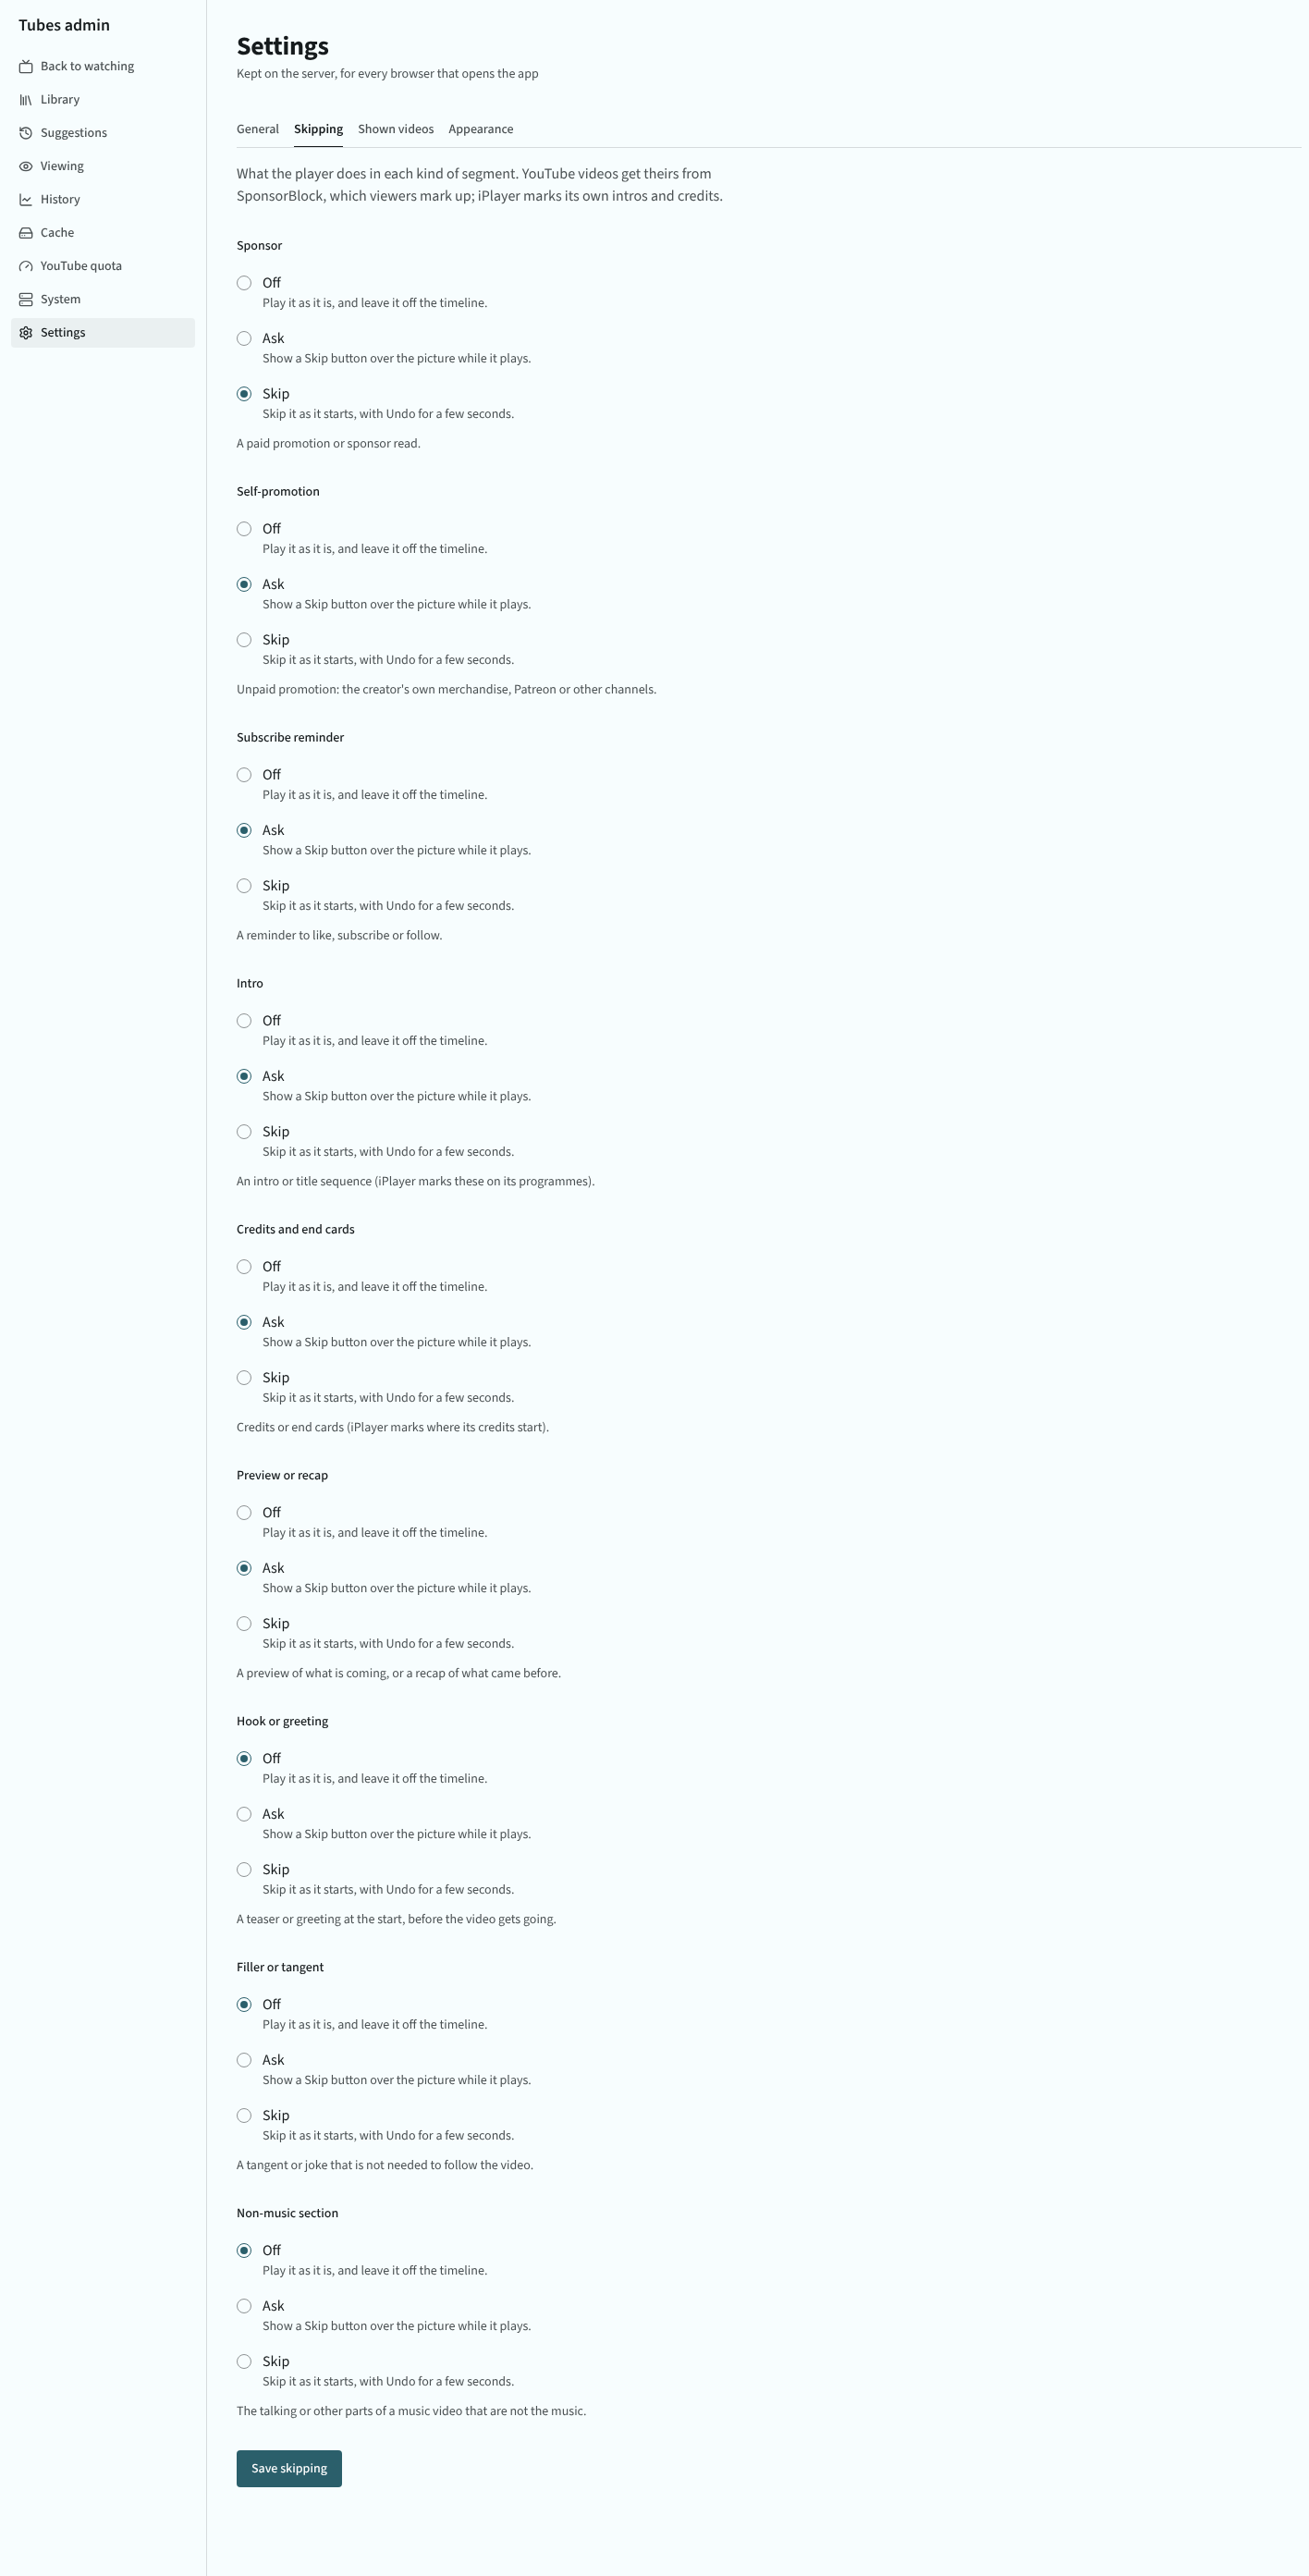 Tubes admin
Back to watching
Library
Suggestions
Viewing
History
Cache
YouTube quota
System
Settings
Settings
Kept on the server, for every browser that opens the app
General Skipping Shown videos Appearance
What the player does in each kind of segment. YouTube videos get theirs from
SponsorBlock, which viewers mark up; iPlayer marks its own intros and credits.
Sponsor
Off
Play it as it is, and leave it off the timeline.
Ask
Show a Skip button over the picture while it plays.
Skip
Skip it as it starts, with Undo for a few seconds.
A paid promotion or sponsor read.
Self-promotion
Off
Play it as it is, and leave it off the timeline.
Ask
Show a Skip button over the picture while it plays.
Skip
Skip it as it starts, with Undo for a few seconds.
Unpaid promotion: the creator's own merchandise, Patreon or other channels.
Subscribe reminder
Off
Play it as it is, and leave it off the timeline.
Ask
Show a Skip button over the picture while it plays.
Skip
Skip it as it starts, with Undo for a few seconds.
A reminder to like, subscribe or follow.
Intro
Off
Play it as it is, and leave it off the timeline.
Ask
Show a Skip button over the picture while it plays.
Skip
Skip it as it starts, with Undo for a few seconds.
An intro or title sequence (iPlayer marks these on its programmes).
Credits and end cards
Off
Play it as it is, and leave it off the timeline.
Ask
Show a Skip button over the picture while it plays.
Skip
Skip it as it starts, with Undo for a few seconds.
Credits or end cards (iPlayer marks where its credits start).
Preview or recap
Off
Play it as it is, and leave it off the timeline.
Ask
Show a Skip button over the picture while it plays.
Skip
Skip it as it starts, with Undo for a few seconds.
A preview of what is coming, or a recap of what came before.
Hook or greeting
Off
Play it as it is, and leave it off the timeline.
Ask
Show a Skip button over the picture while it plays.
Skip
Skip it as it starts, with Undo for a few seconds.
A teaser or greeting at the start, before the video gets going.
Filler or tangent
Off
Play it as it is, and leave it off the timeline.
Ask
Show a Skip button over the picture while it plays.
Skip
Skip it as it starts, with Undo for a few seconds.
A tangent or joke that is not needed to follow the video.
Non-music section
Off
Play it as it is, and leave it off the timeline.
Ask
Show a Skip button over the picture while it plays.
Skip
Skip it as it starts, with Undo for a few seconds.
The talking or other parts of a music video that are not the music.
Save skipping